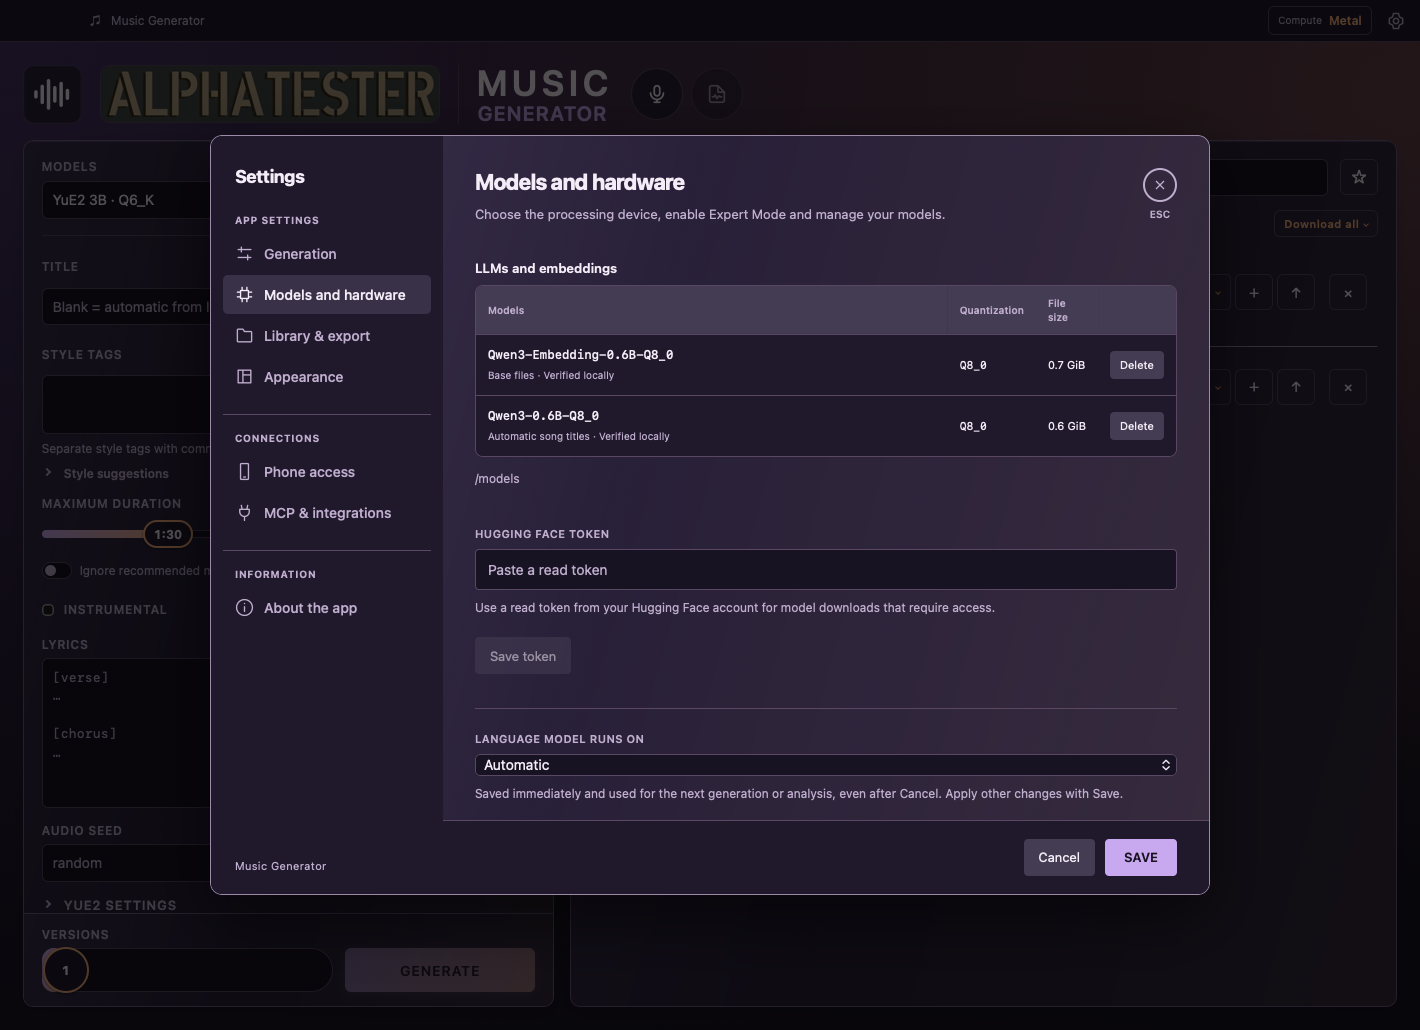 Music Generator
Compute Metal
ALPHATESTER
MUSIC
GENERATOR
MODELS
YuE2 3B · Q6_K
TITLE
Blank = automatic from l
STYLE TAGS
Separate style tags with com
Style suggestions
MAXIMUM DURATION
1:30
Ignore recommended m
INSTRUMENTAL
LYRICS
[verse]
…
[chorus]
…
AUDIO SEED
random
YUE2 SETTINGS
VERSIONS
1
GENERATE
Download all
Settings
APP SETTINGS
Generation
Models and hardware
Library & export
Appearance
CONNECTIONS
Phone access
MCP & integrations
INFORMATION
About the app
Music Generator
Models and hardware
Choose the processing device, enable Expert Mode and manage your models.
ESC
LLMs and embeddings
Models Quantization File size
Qwen3-Embedding-0.6B-Q8_0
Base files · Verified locally
Q8_0 0.7 GiB Delete
Qwen3-0.6B-Q8_0
Automatic song titles · Verified locally
Q8_0 0.6 GiB Delete
/models
HUGGING FACE TOKEN
Paste a read token
Use a read token from your Hugging Face account for model downloads that require access.
Save token
LANGUAGE MODEL RUNS ON
Automatic
Saved immediately and used for the next generation or analysis, even after Cancel. Apply other changes with Save.
Cancel SAVE